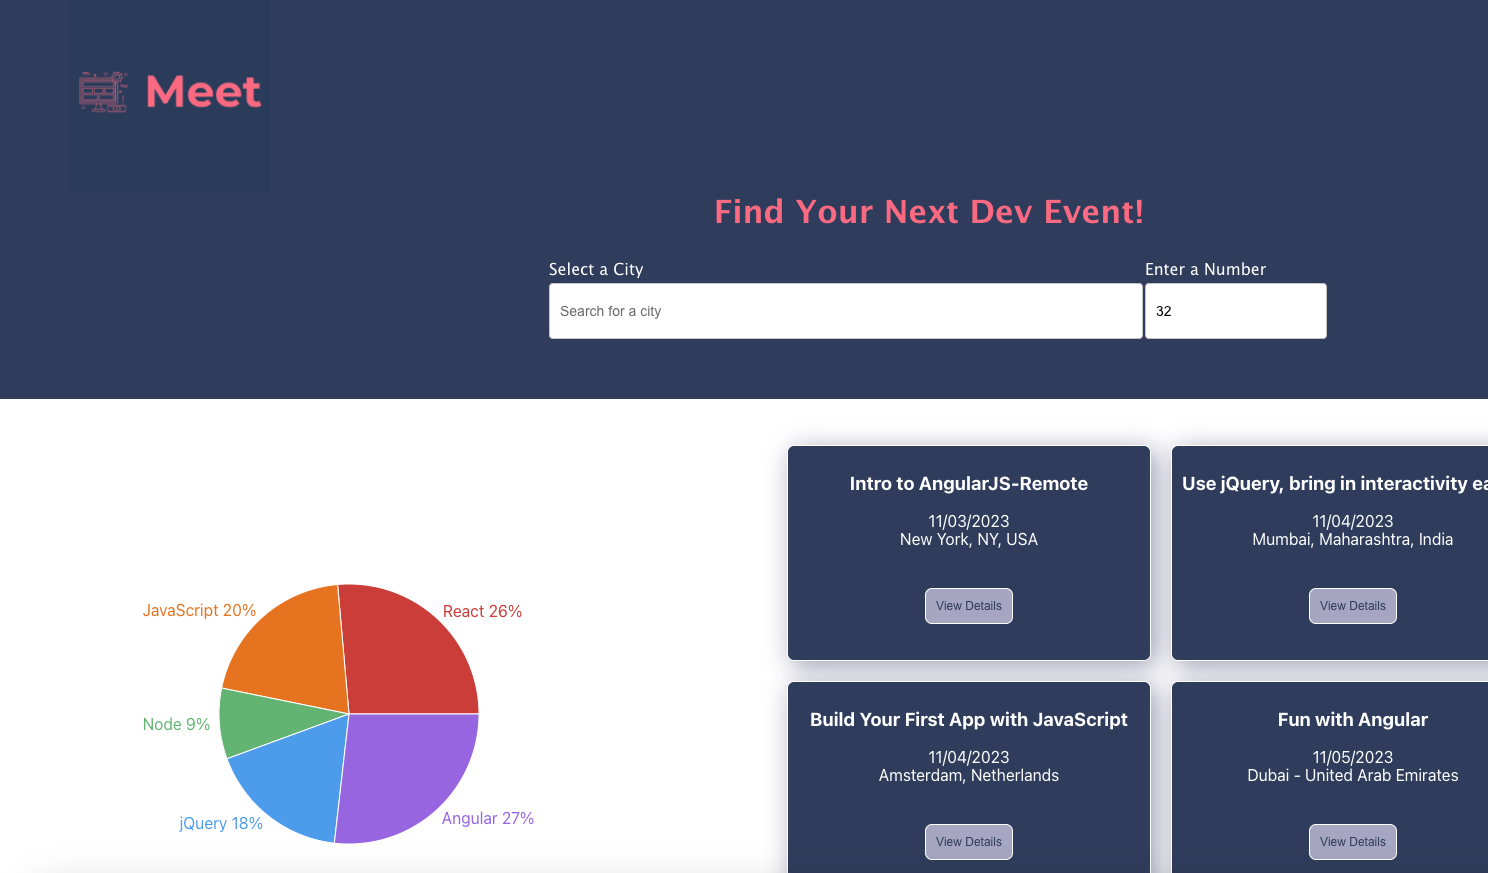 Meet
Find Your Next Dev Event!
Select a City
Enter a Number
Search for a city
32
JavaScript 20%
React 26%
Node 9%
jQuery 18%
Angular 27%
Intro to AngularJS-Remote
11/03/2023
New York, NY, USA
View Details
Use jQuery, bring in interactivity ea
11/04/2023
Mumbai, Maharashtra, India
View Details
Build Your First App with JavaScript
11/04/2023
Amsterdam, Netherlands
View Details
Fun with Angular
11/05/2023
Dubai - United Arab Emirates
View Details